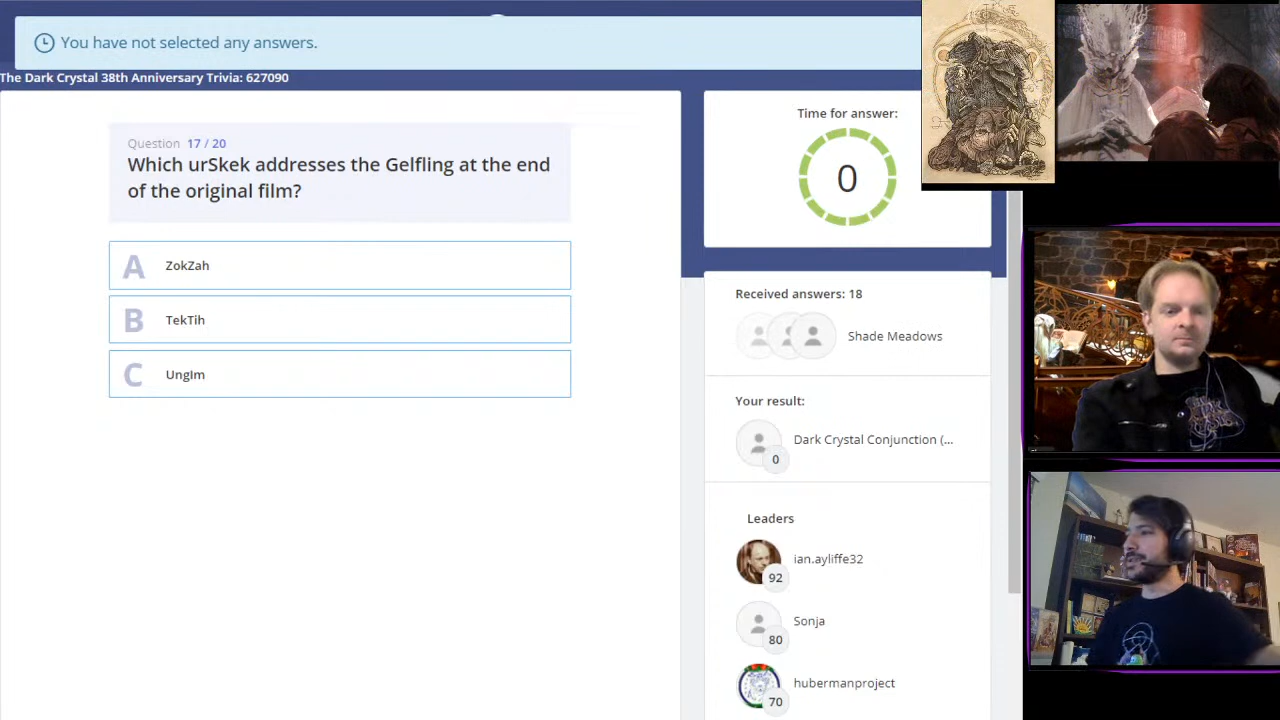 You have not selected any answers.
The Dark Crystal 38th Anniversary Trivia: 627090
Question 17 / 20
Which urSkek addresses the Gelfling at the end
of the original film?
A ZokZah
B TekTih
C UngIm
Time for answer:
0
Received answers: 18
Shade Meadows
Your result:
Dark Crystal Conjunction (...
0
Leaders
ian.ayliffe32
92
Sonja
80
hubermanproject
70